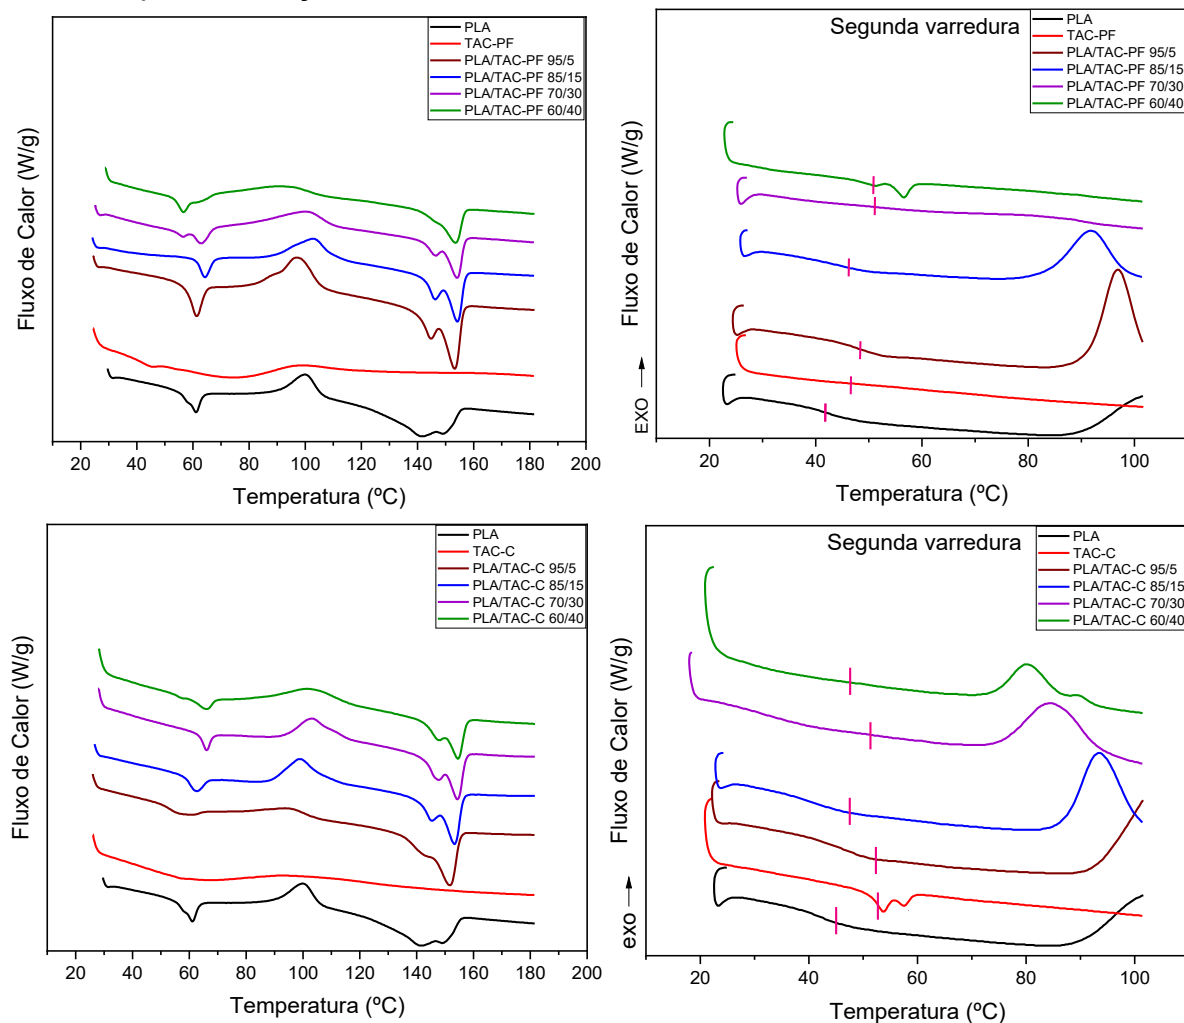 PLA
TAC-PF
PLA/TAC-PF 95/5
PLA/TAC-PF 85/15
PLA/TAC-PF 70/30
PLA/TAC-PF 60/40
Fluxo de Calor (W/g)
20 40 60 80 100 120 140 160 180 200
Temperatura (ºC)
Segunda varredura
PLA
TAC-PF
PLA/TAC-PF 95/5
PLA/TAC-PF 85/15
PLA/TAC-PF 70/30
PLA/TAC-PF 60/40
Fluxo de Calor (W/g)
EXO
20 40 60 80 100
Temperatura (ºC)
PLA
TAC-C
PLA/TAC-C 95/5
PLA/TAC-C 85/15
PLA/TAC-C 70/30
PLA/TAC-C 60/40
Fluxo de Calor (W/g)
20 40 60 80 100 120 140 160 180 200
Temperatura (ºC)
Segunda varredura
PLA
TAC-C
PLA/TAC-C 95/5
PLA/TAC-C 85/15
PLA/TAC-C 70/30
PLA/TAC-C 60/40
Fluxo de Calor (W/g)
exo
20 40 60 80 100
Temperatura (ºC)